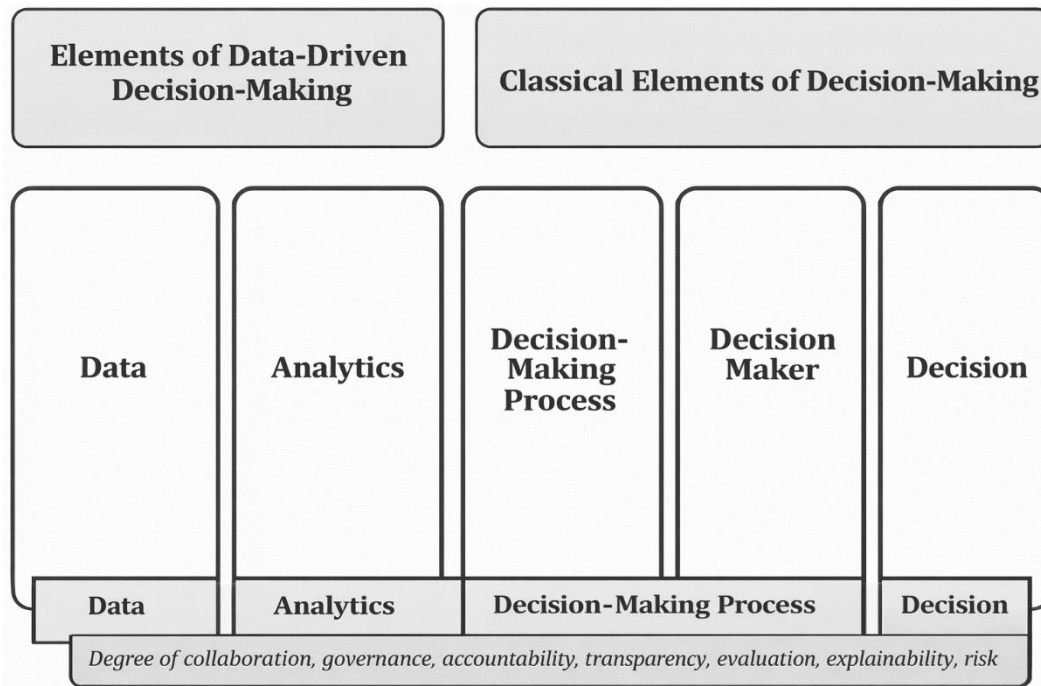 Elements of Data-Driven
Decision-Making
Classical Elements of Decision-Making
Data
Analytics
Decision-
Making
Process
Decision
Maker
Decision
Data
Analytics
Decision-Making Process
Decision
Degree of collaboration, governance, accountability, transparency, evaluation, explainability, risk